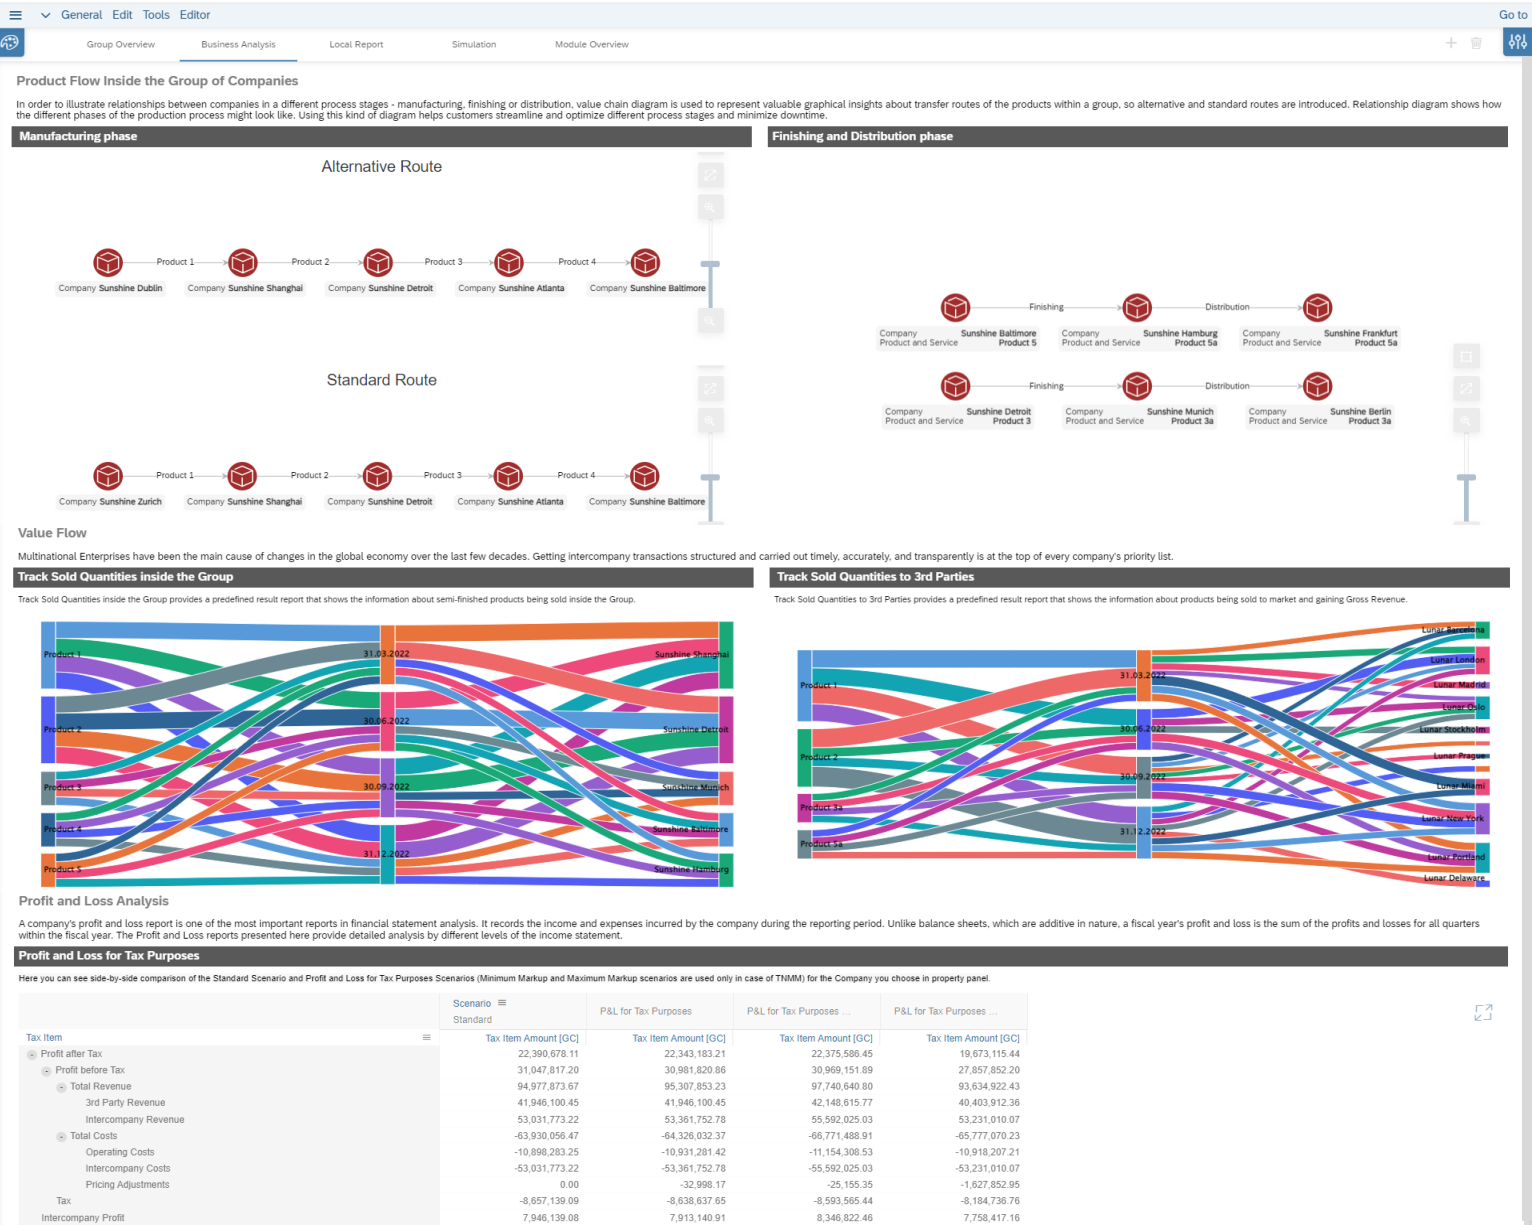 General Edit Tools Editor Go to
Group Overview Business Analysis Local Report Simulation Module Overview
Product Flow Inside the Group of Companies
In order to illustrate relationships between companies in a different process stages - manufacturing, finishing or distribution, value chain diagram is used to represent valuable graphical insights about transfer routes of the products within a group, so alternative and standard routes are introduced. Relationship diagram shows how
the different phases of the production process might look like. Using this kind of diagram helps customers streamline and optimize different process stages and minimize downtime.
Manufacturing phase
Alternative Route
Product 1 Product 2 Product 3 Product 4
Company Sunshine Dublin Company Sunshine Shanghai Company Sunshine Detroit Company Sunshine Atlanta Company Sunshine Baltimore
Standard Route
Product 1 Product 2 Product 3 Product 4
Company Sunshine Zurich Company Sunshine Shanghai Company Sunshine Detroit Company Sunshine Atlanta Company Sunshine Baltimore
Finishing and Distribution phase
Finishing Distribution
Company Sunshine Baltimore Company Sunshine Hamburg Company Sunshine Frankfurt
Product and Service Product 5 Product and Service Product 5a Product and Service Product 5a
Finishing Distribution
Company Sunshine Detroit Company Sunshine Munich Company Sunshine Berlin
Product and Service Product 3 Product and Service Product 3a Product and Service Product 3a
Value Flow
Multinational Enterprises have been the main cause of changes in the global economy over the last few decades. Getting intercompany transactions structured and carried out timely, accurately, and transparently is at the top of every company's priority list.
Track Sold Quantities inside the Group
Track Sold Quantities inside the Group provides a predefined result report that shows the information about semi-finished products being sold inside the Group.
Product 1
Product 2
Product 3
Product 4
Product 5
31.03.2022
30.06.2022
30.09.2022
31.12.2022
Sunshine Shanghai
Sunshine Detroit
Sunshine Munich
Sunshine Baltimore
Sunshine Hamburg
Track Sold Quantities to 3rd Parties
Track Sold Quantities to 3rd Parties provides a predefined result report that shows the information about products being sold to market and gaining Gross Revenue.
Product 1
Product 2
Product 3a
Product 5a
31.03.2022
30.06.2022
30.09.2022
31.12.2022
Lunar Barcelona
Lunar London
Lunar Madrid
Lunar Oslo
Lunar Stockholm
Lunar Prague
Lunar Miami
Lunar New York
Lunar Portland
Lunar Delaware
Profit and Loss Analysis
A company's profit and loss report is one of the most important reports in financial statement analysis. It records the income and expenses incurred by the company during the reporting period. Unlike balance sheets, which are additive in nature, a fiscal year's profit and loss is the sum of the profits and losses for all quarters
within the fiscal year. The Profit and Loss reports presented here provide detailed analysis by different levels of the income statement.
Profit and Loss for Tax Purposes
Here you can see side-by-side comparison of the Standard Scenario and Profit and Loss for Tax Purposes Scenarios (Minimum Markup and Maximum Markup scenarios are used only in case of TNMM) for the Company you choose in property panel.
Scenario
Standard P&L for Tax Purposes P&L for Tax Purposes ... P&L for Tax Purposes ...
Tax Item Tax Item Amount [GC] Tax Item Amount [GC] Tax Item Amount [GC] Tax Item Amount [GC]
Profit after Tax 22,390,678.11 22,343,183.21 22,375,586.45 19,673,115.44
Profit before Tax 31,047,817.20 30,981,820.86 30,969,151.89 27,857,852.20
Total Revenue 94,977,873.67 95,307,853.23 97,740,640.80 93,634,922.43
3rd Party Revenue 41,946,100.45 41,946,100.45 42,148,615.77 40,403,912.36
Intercompany Revenue 53,031,773.22 53,361,752.78 55,592,025.03 53,231,010.07
Total Costs -63,930,056.47 -64,326,032.37 -66,771,488.91 -65,777,070.23
Operating Costs -10,898,283.25 -10,931,281.42 -11,154,308.53 -10,918,207.21
Intercompany Costs -53,031,773.22 -53,361,752.78 -55,592,025.03 -53,231,010.07
Pricing Adjustments 0.00 -32,998.17 -25,155.35 -1,627,852.95
Tax -8,657,139.09 -8,638,637.65 -8,593,565.44 -8,184,736.76
Intercompany Profit 7,946,139.08 7,913,140.91 8,346,822.46 7,758,417.16